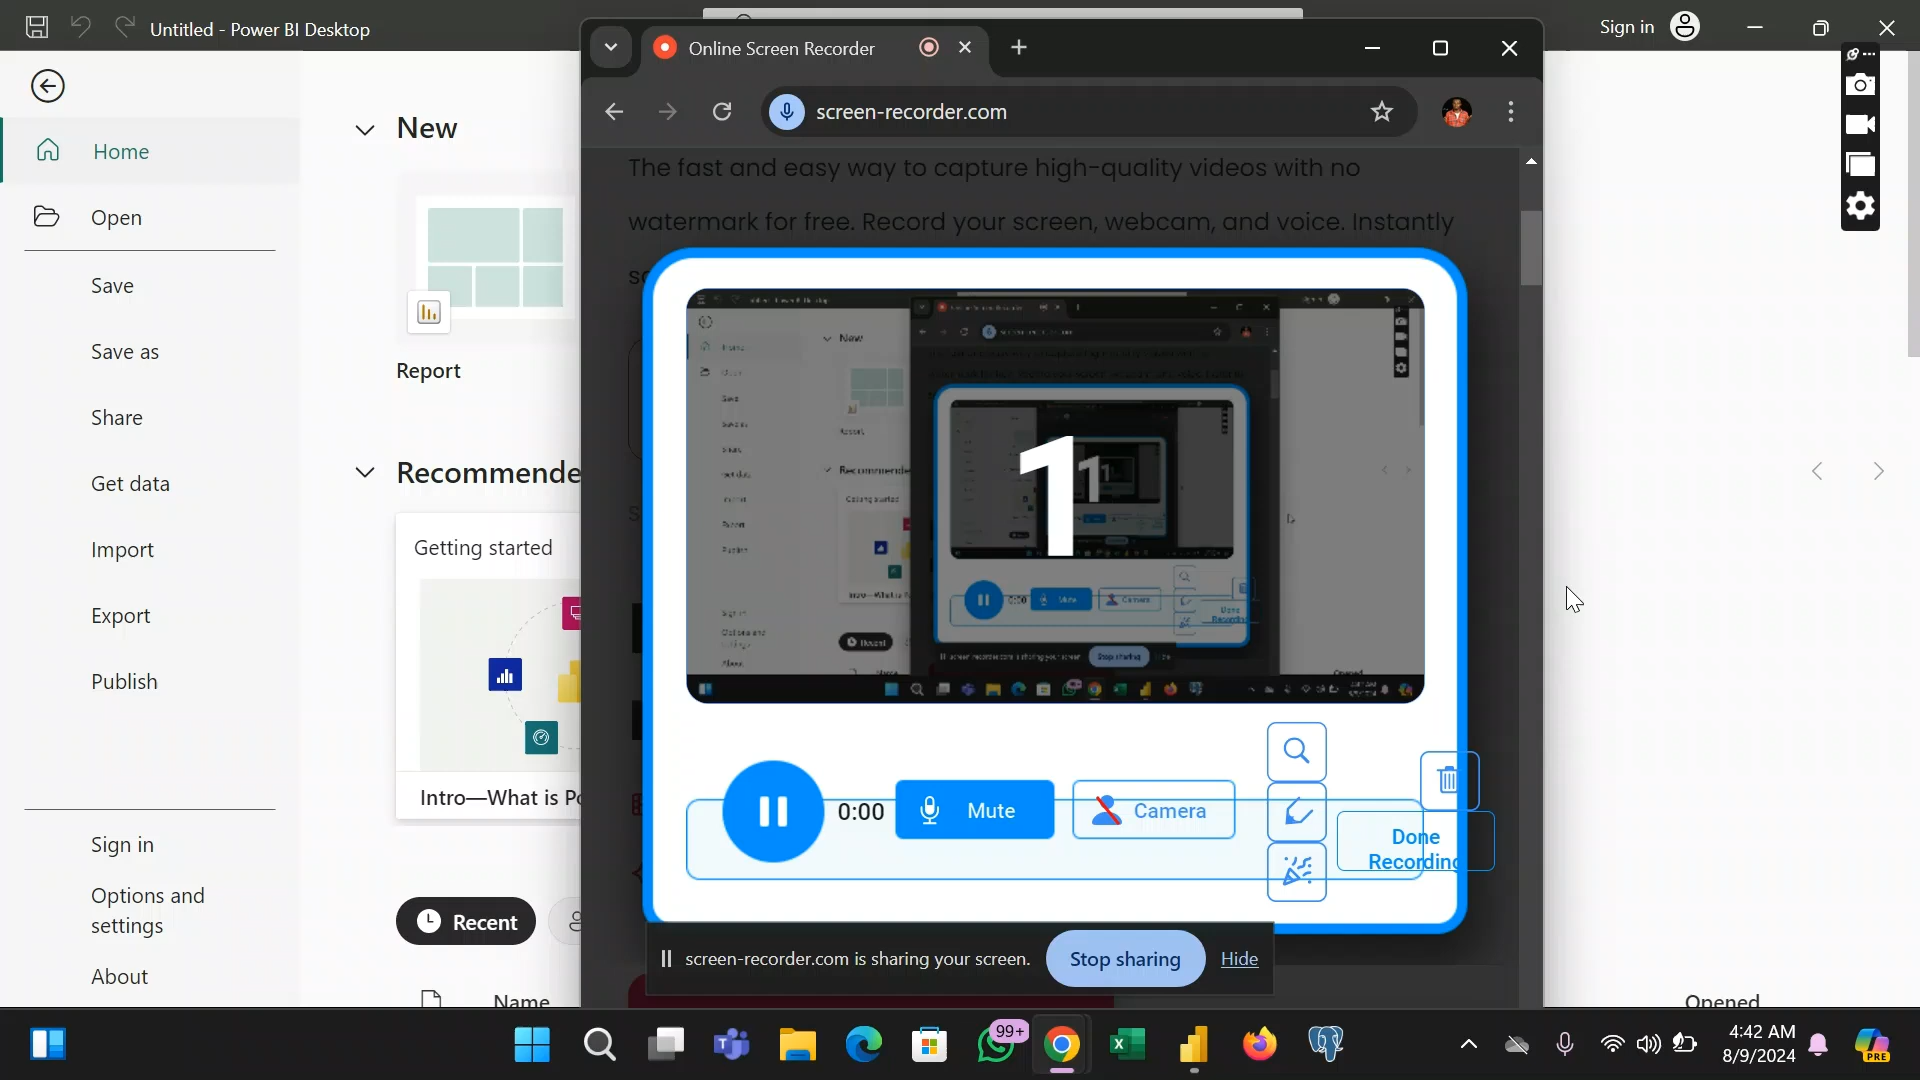 Untitled - Power BI Desktop
Sign in
Home
Open
Save
Save as
Share
Get data
Import
Export
Publish
Sign in
Options and
settings
About
New
Report
Recommende
Getting started
Intro—What is Po
Recent
Name
Opened
Online Screen Recorder
screen-recorder.com
The fast and easy way to capture high-quality videos with no
watermark for free. Record your screen, webcam, and voice. Instantly
1
0:00
Mute
Camera
Done
Recording
screen-recorder.com is sharing your screen.
Stop sharing
Hide
99+
4:42 AM
8/9/2024
PRE